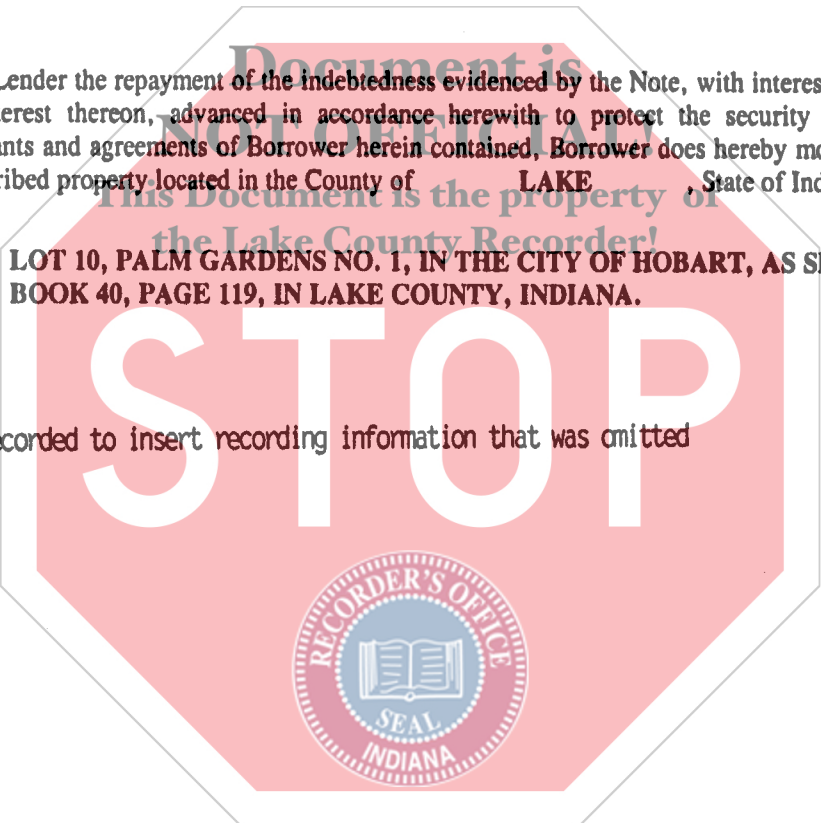 Document is
Lender the repayment of the indebtedness evidenced by the Note, with interes
erest thereon, advanced in accordance herewith to protect the security
NOT OFFICIAL!
ants and agreements of Borrower herein contained, Borrower does hereby mo
ribed property located in the County of LAKE , State of Ind
This Document is the property of
the Lake County Recorder!
LOT 10, PALM GARDENS NO. 1, IN THE CITY OF HOBART, AS S
BOOK 40, PAGE 119, IN LAKE COUNTY, INDIANA.
STOP
ecorded to insert recording information that was omitted
RECORDER'S OFFICE
SEAL
INDIANA